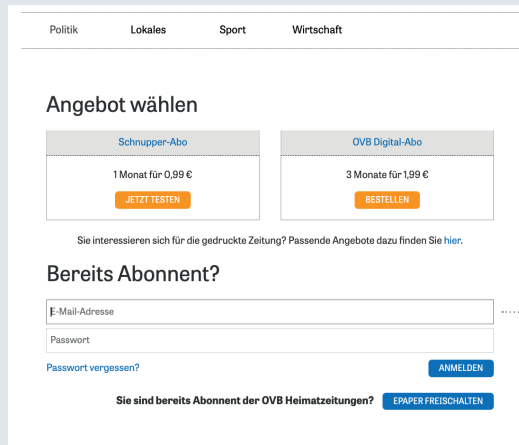 Politik Lokales Sport Wirtschaft
Angebot wählen
Schnupper-Abo
1 Monat für 0,99 €
JETZT TESTEN
OVB Digital-Abo
3 Monate für 1,99 €
BESTELLEN
Sie interessieren sich für die gedruckte Zeitung? Passende Angebote dazu finden Sie hier.
Bereits Abonnent?
E-Mail-Adresse
Passwort
Passwort vergessen? ANMELDEN
Sie sind bereits Abonnent der OVB Heimatzeitungen? EPAPER FREISCHALTEN